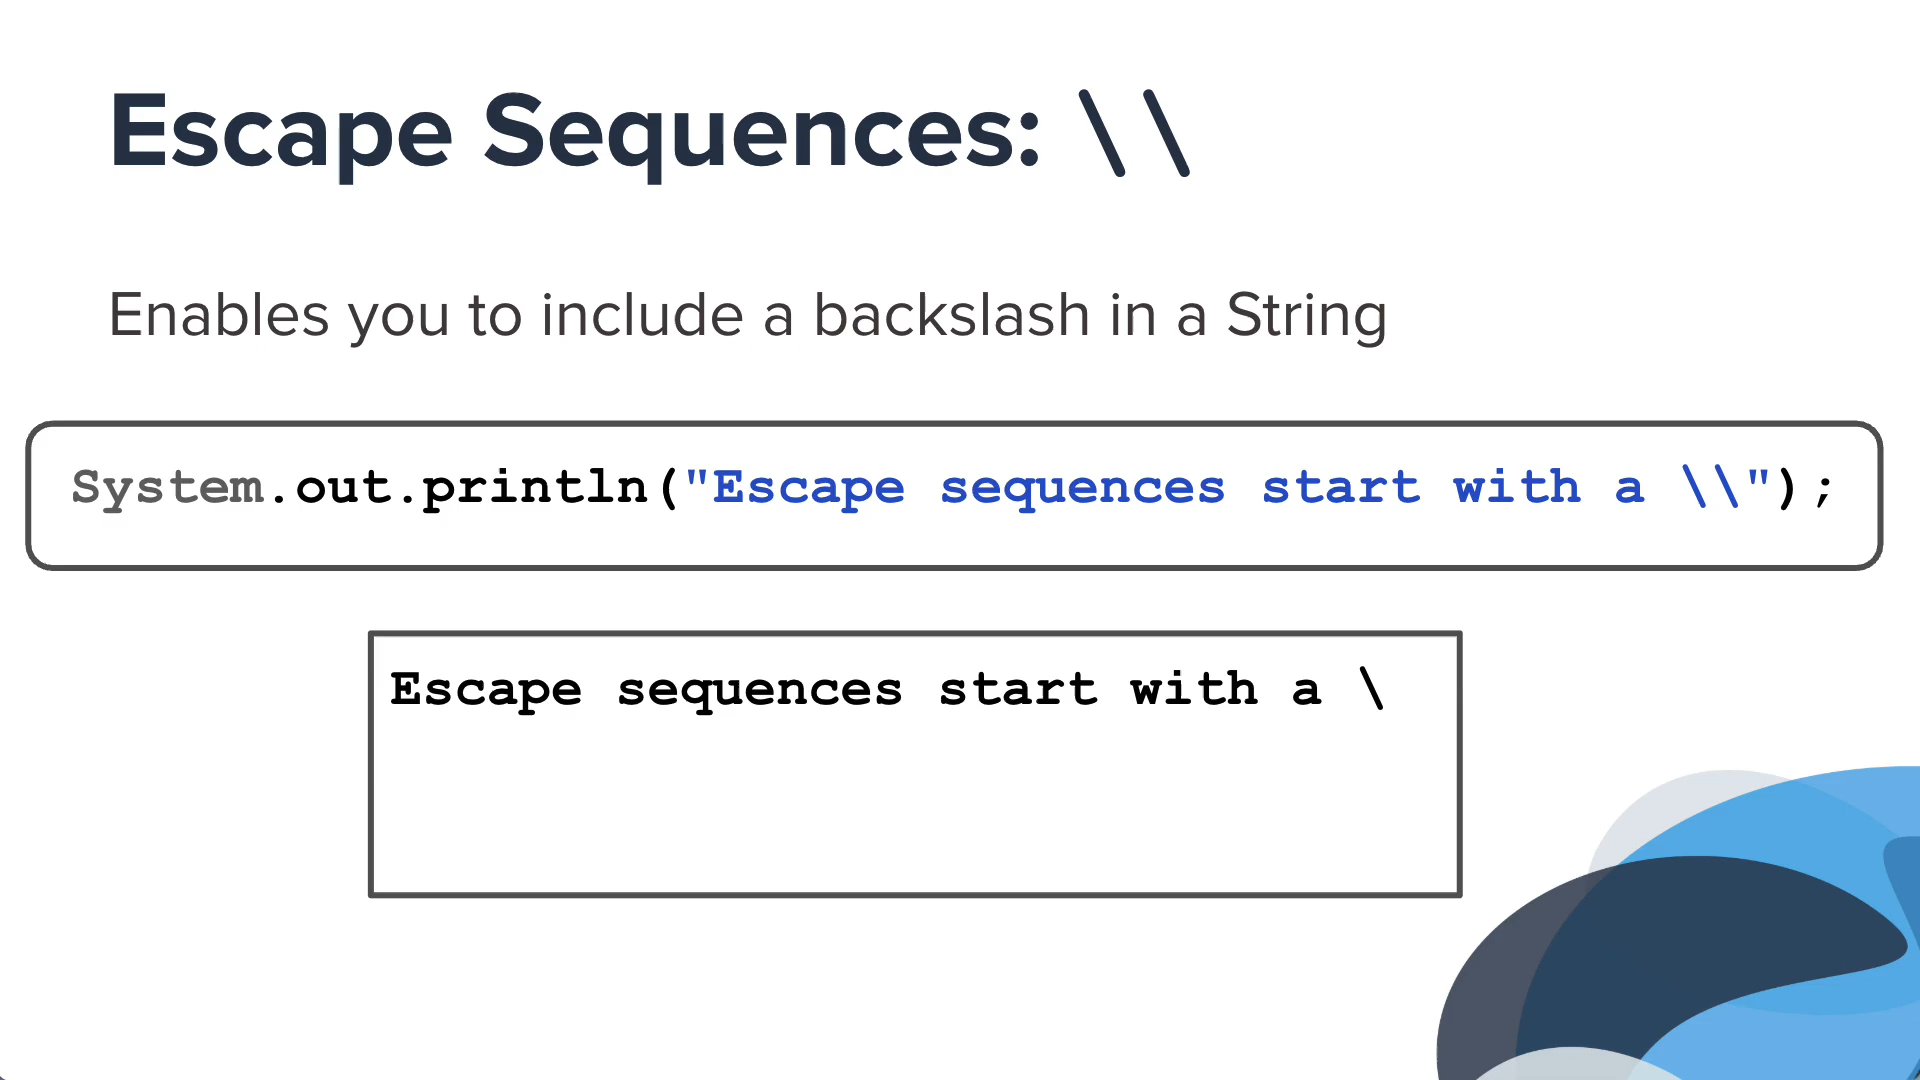 Escape Sequences: \\
Enables you to include a backslash in a String
System.out.println("Escape sequences start with a \\");
Escape sequences start with a \